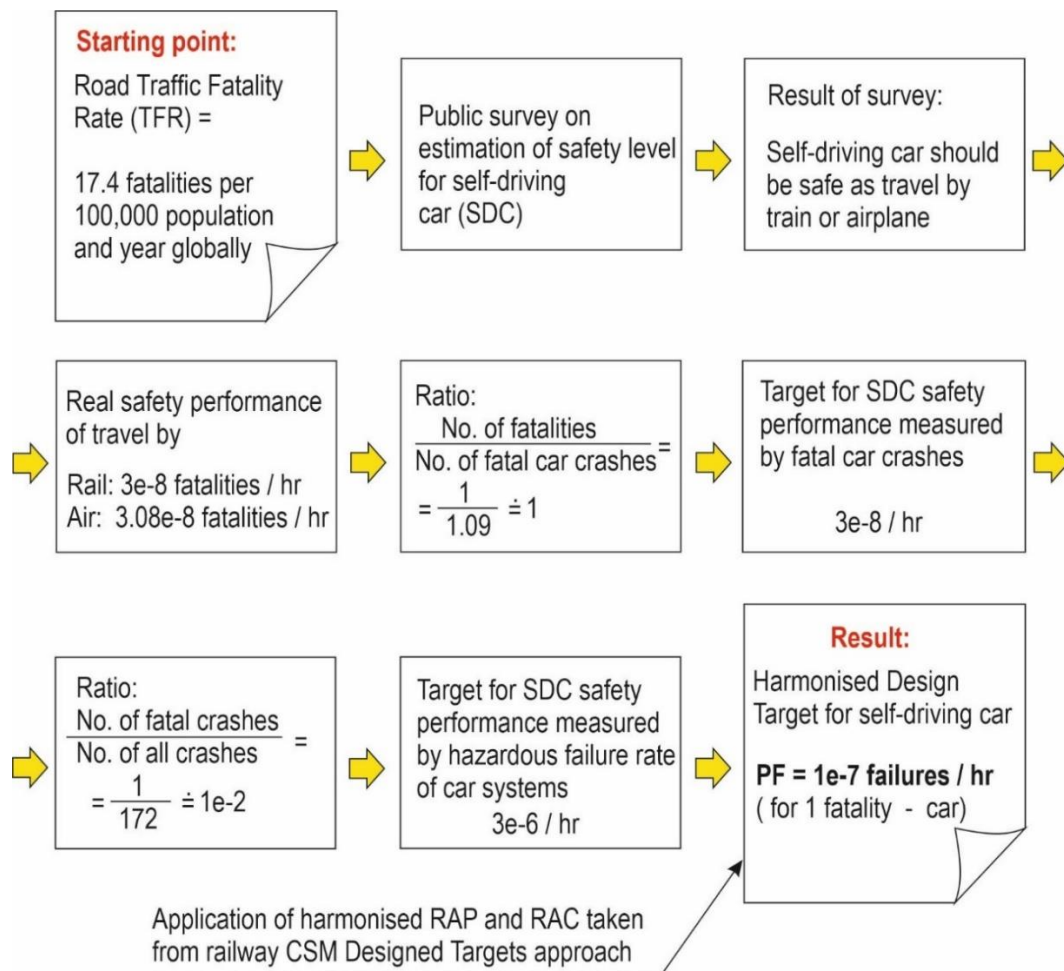 Starting point:
Road Traffic Fatality
Rate (TFR) =
17.4 fatalities per
100,000 population
and year globally
Public survey on
estimation of safety level
for self-driving
car (SDC)
Result of survey:
Self-driving car should
be safe as travel by
train or airplane
Real safety performance
of travel by
Rail: 3e-8 fatalities / hr
Air: 3.08e-8 fatalities / hr
Ratio:
No. of fatalities
No. of fatal car crashes =
= 1
1.09 ≐ 1
Target for SDC safety
performance measured
by fatal car crashes
3e-8 / hr
Ratio:
No. of fatal crashes
No. of all crashes =
= 1
172 ≐ 1e-2
Target for SDC safety
performance measured
by hazardous failure rate
of car systems
3e-6 / hr
Result:
Harmonised Design
Target for self-driving car
PF = 1e-7 failures / hr
( for 1 fatality - car)
Application of harmonised RAP and RAC taken
from railway CSM Designed Targets approach